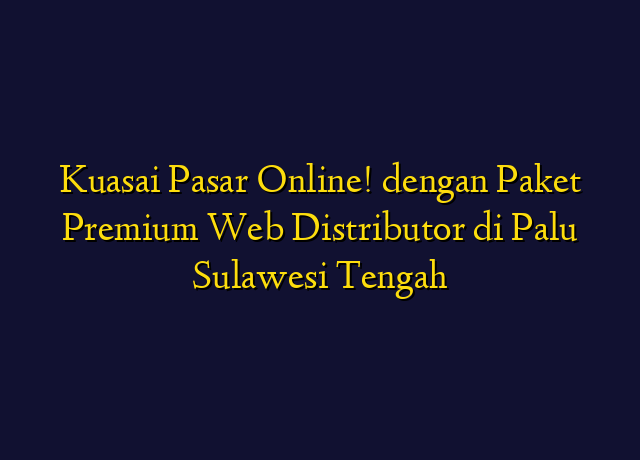 Kuasai Pasar Online! dengan Paket
Premium Web Distributor di Palu
Sulawesi Tengah